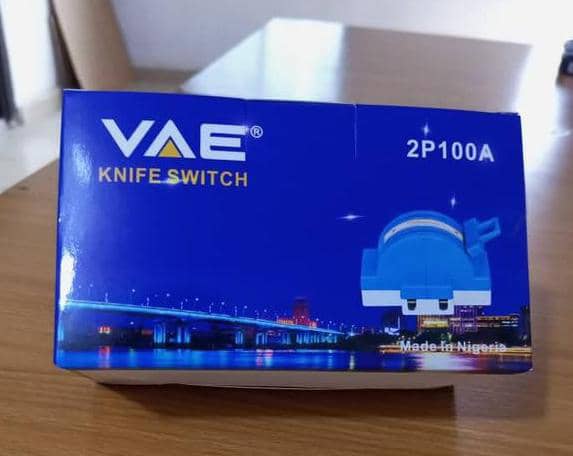 VAE®
KNIFE SWITCH
2P100A
Made In Nigeria